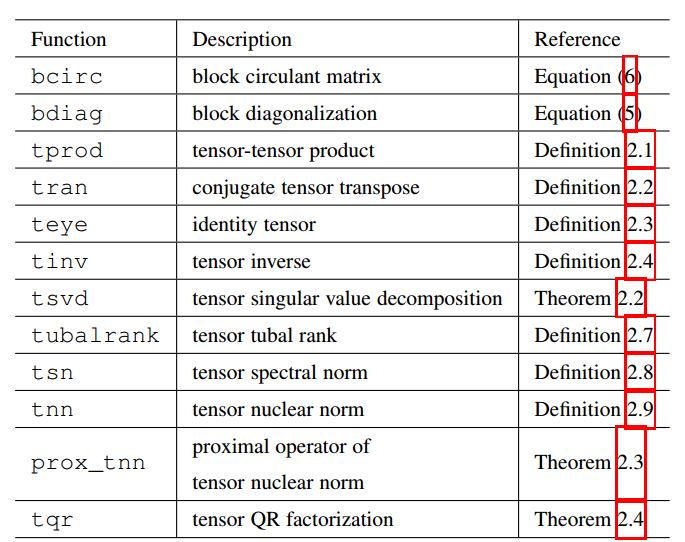 Function Description Reference
bcirc block circulant matrix Equation (6)
bdiag block diagonalization Equation (5)
tprod tensor-tensor product Definition 2.1
tran conjugate tensor transpose Definition 2.2
teye identity tensor Definition 2.3
tinv tensor inverse Definition 2.4
tsvd tensor singular value decomposition Theorem 2.2
tubalrank tensor tubal rank Definition 2.7
tsn tensor spectral norm Definition 2.8
tnn tensor nuclear norm Definition 2.9
prox_tnn proximal operator of
tensor nuclear norm Theorem 2.3
tqr tensor QR factorization Theorem 2.4